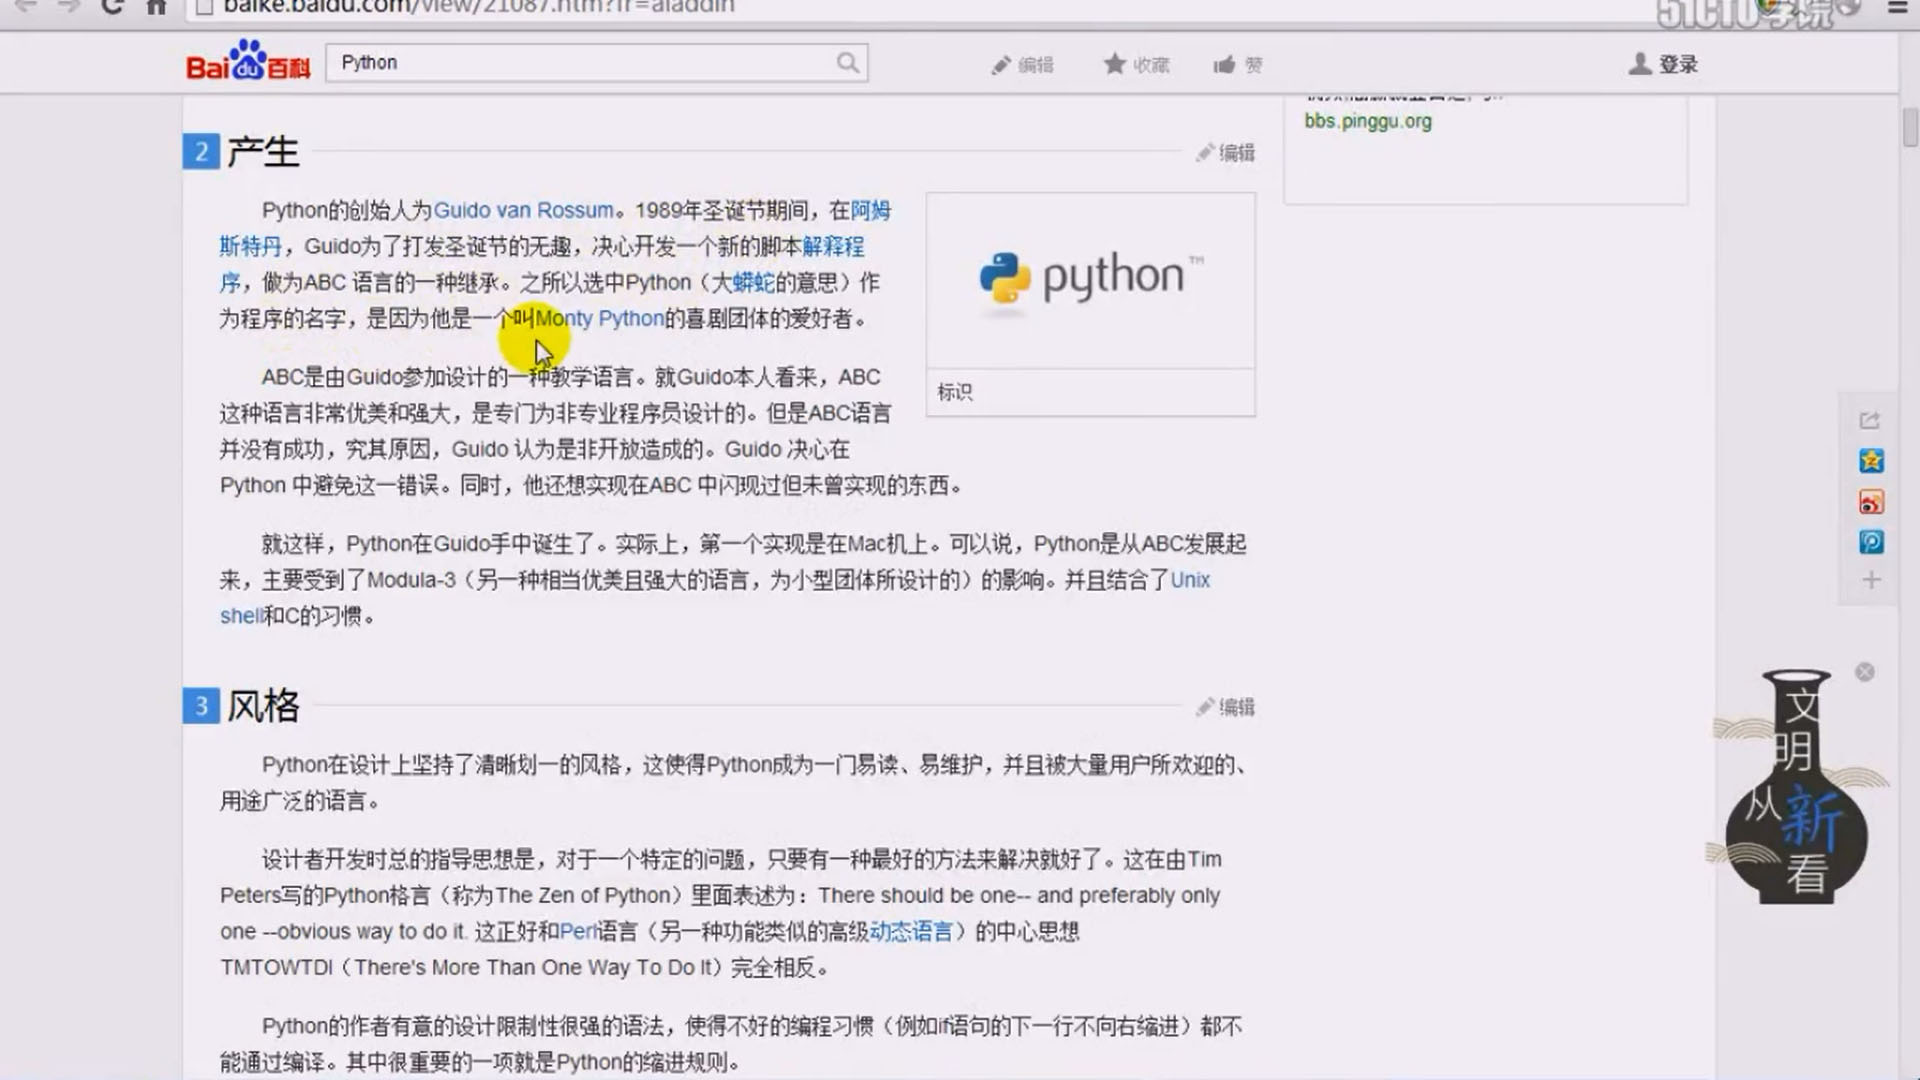 baike.baidu.com/view/21087.htm?fr=aladdin
51CTO学院
Bai du 百科
Python
编辑
收藏
赞
登录
bbs.pinggu.org
2 产生
编辑
Python的创始人为Guido van Rossum。1989年圣诞节期间，在阿姆
斯特丹，Guido为了打发圣诞节的无趣，决心开发一个新的脚本解释程
序，做为ABC 语言的一种继承。之所以选中Python（大蟒蛇的意思）作
为程序的名字，是因为他是一个叫Monty Python的喜剧团体的爱好者。
python™
标识
ABC是由Guido参加设计的一种教学语言。就Guido本人看来，ABC
这种语言非常优美和强大，是专门为非专业程序员设计的。但是ABC语言
并没有成功，究其原因，Guido 认为是非开放造成的。Guido 决心在
Python 中避免这一错误。同时，他还想实现在ABC 中闪现过但未曾实现的东西。
就这样，Python在Guido手中诞生了。实际上，第一个实现是在Mac机上。可以说，Python是从ABC发展起
来，主要受到了Modula-3（另一种相当优美且强大的语言，为小型团体所设计的）的影响。并且结合了Unix
shell和C的习惯。
3 风格
编辑
Python在设计上坚持了清晰划一的风格，这使得Python成为一门易读、易维护，并且被大量用户所欢迎的、
用途广泛的语言。
设计者开发时总的指导思想是，对于一个特定的问题，只要有一种最好的方法来解决就好了。这在由Tim
Peters写的Python格言（称为The Zen of Python）里面表述为：There should be one-- and preferably only
one --obvious way to do it. 这正好和Perl语言（另一种功能类似的高级动态语言）的中心思想
TMTOWTDI（There's More Than One Way To Do It）完全相反。
Python的作者有意的设计限制性很强的语法，使得不好的编程习惯（例如if语句的下一行不向右缩进）都不
能通过编译。其中很重要的一项就是Python的缩进规则。
文明
从新
看